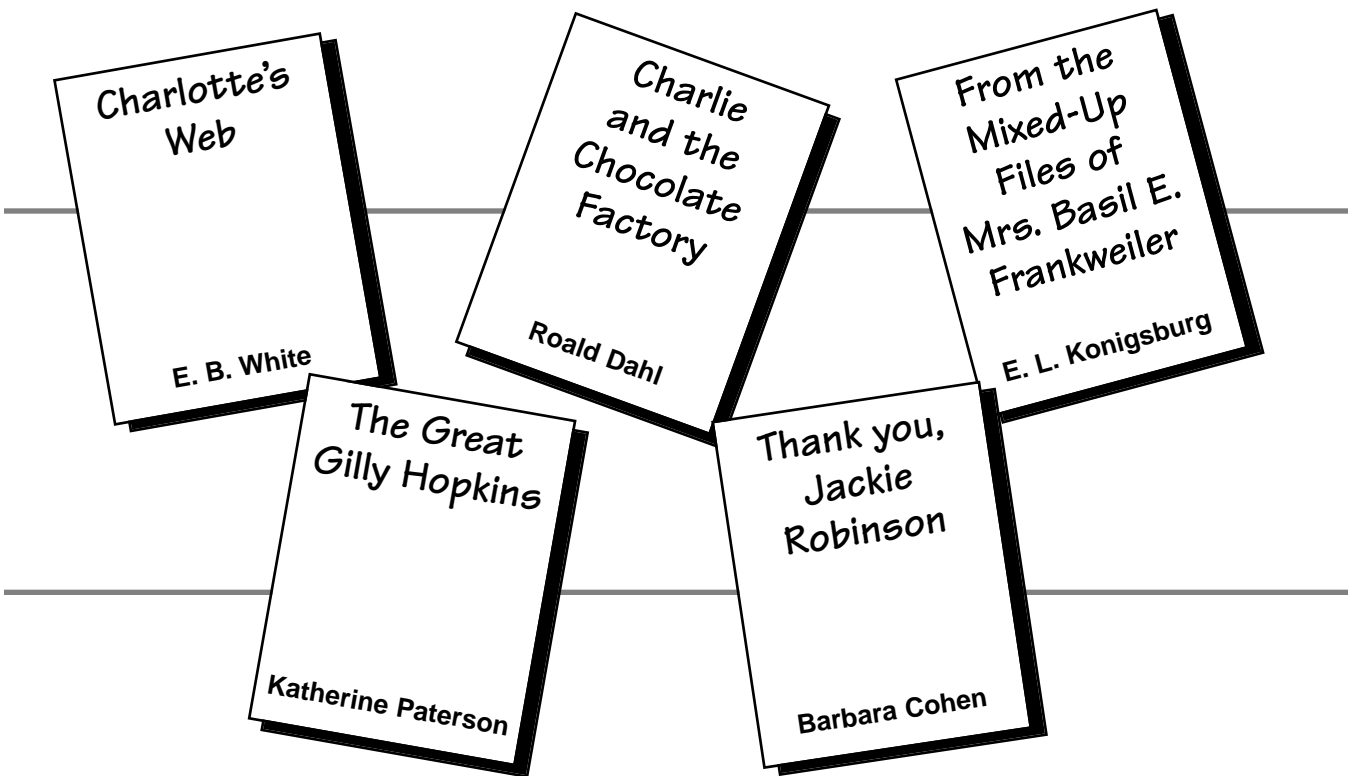 Charlotte's
Web
E. B. White
Charlie
and the
Chocolate
Factory
Roald Dahl
From the
Mixed-Up
Files of
Mrs. Basil E.
Frankweiler
E. L. Konigsburg
The Great
Gilly Hopkins
Katherine Paterson
Thank you,
Jackie
Robinson
Barbara Cohen